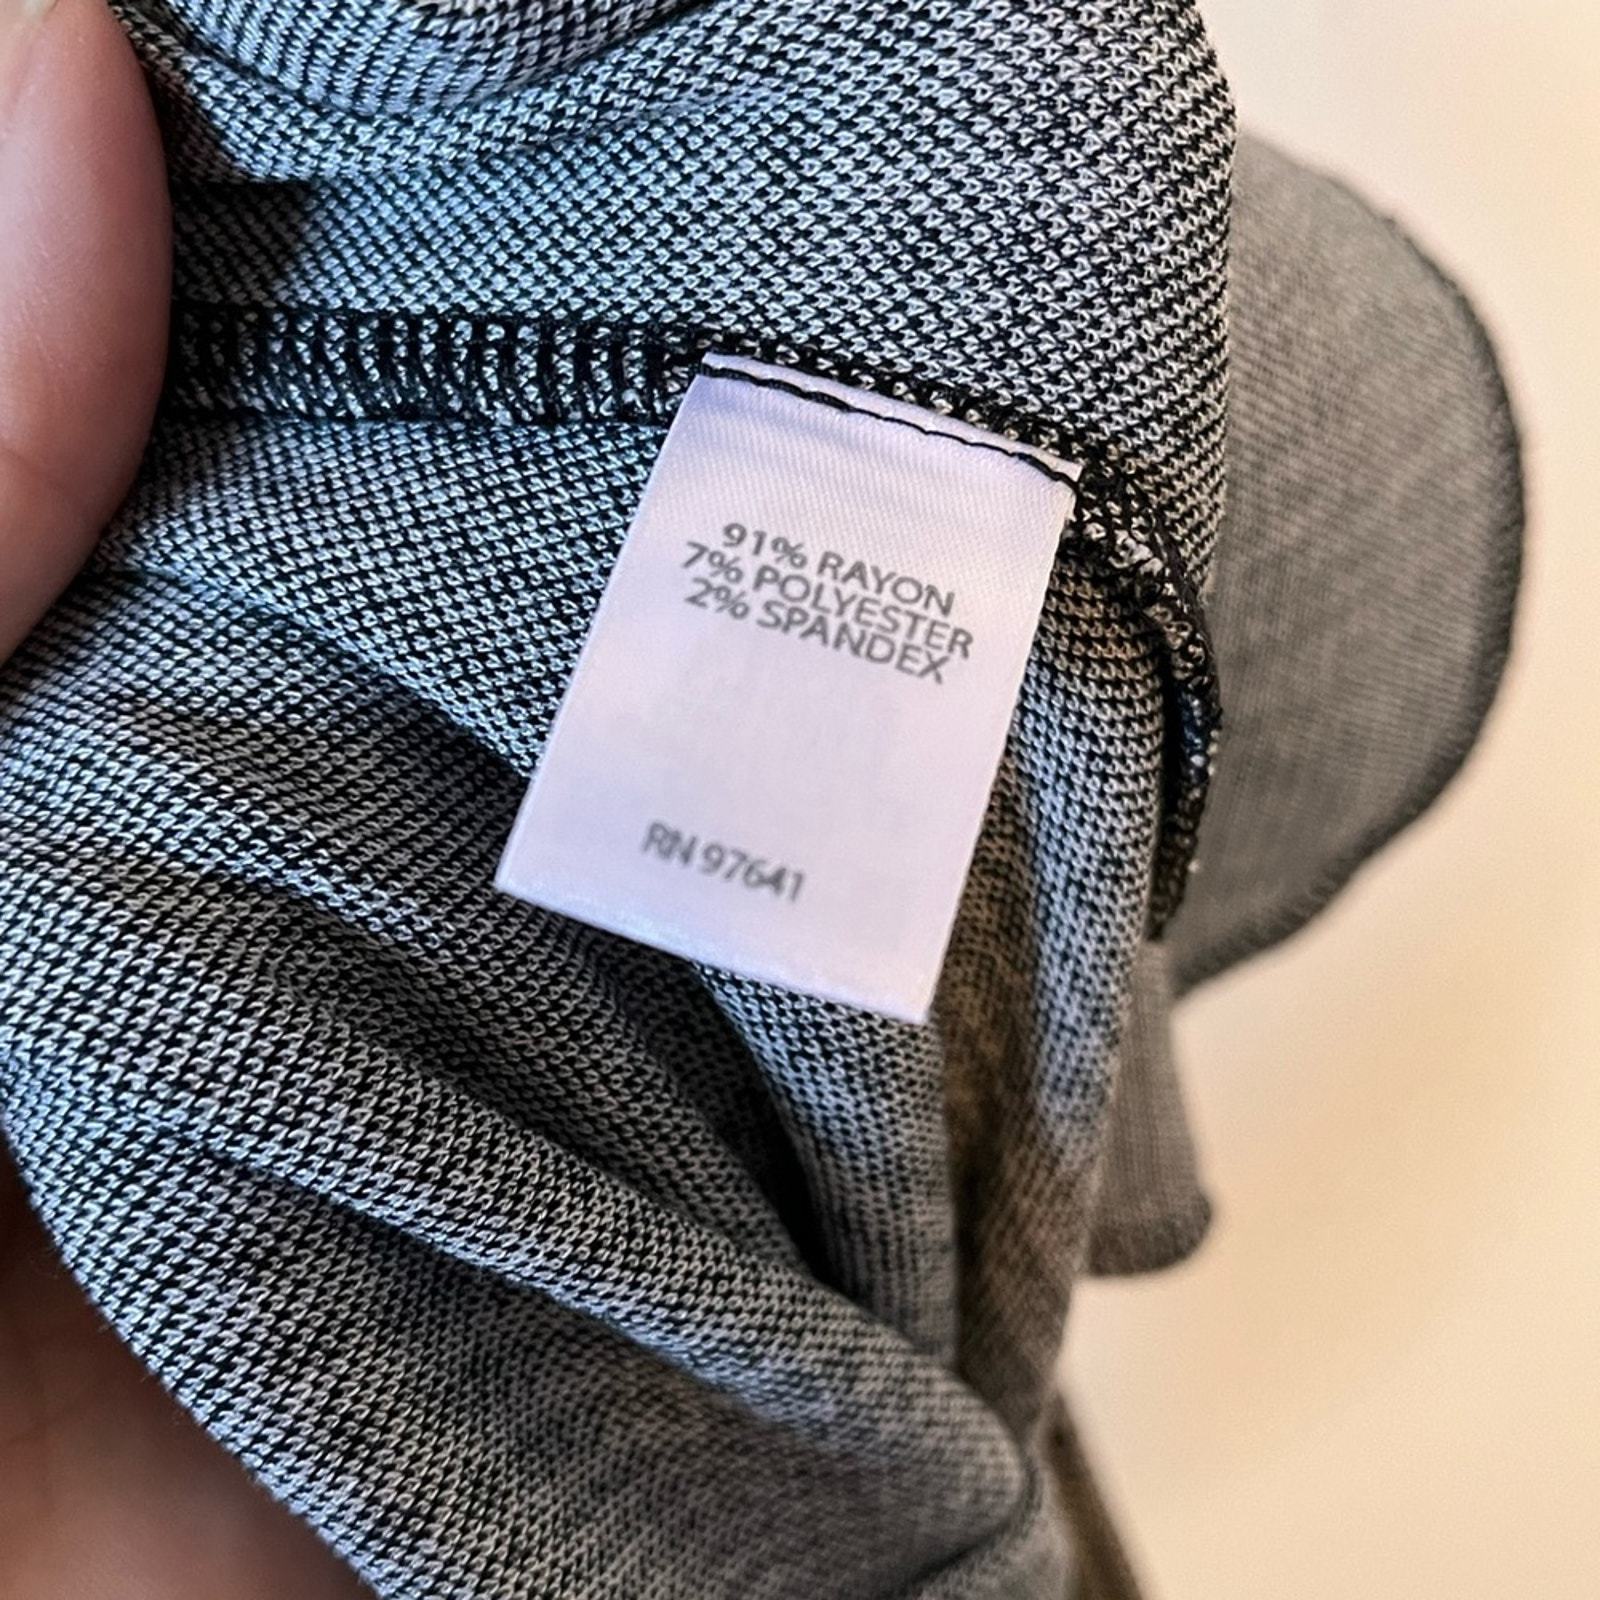 91% RAYON
7% POLYESTER
2% SPANDEX
RN 97641